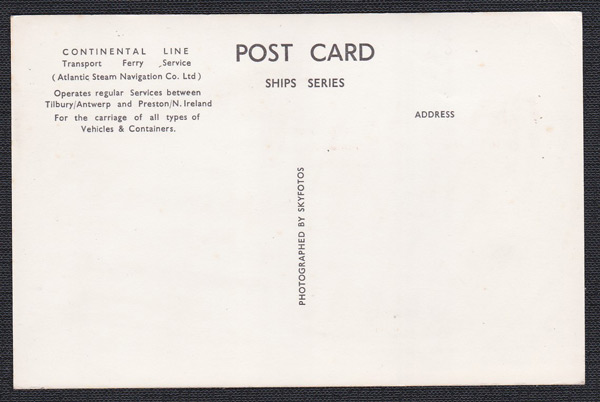 CONTINENTAL LINE
Transport Ferry Service
(Atlantic Steam Navigation Co. Ltd)
Operates regular Services between
Tilbury/Antwerp and Preston/N. Ireland
For the carriage of all types of
Vehicles & Containers.
POST CARD
SHIPS SERIES
ADDRESS
PHOTOGRAPHED BY SKYFOTOS